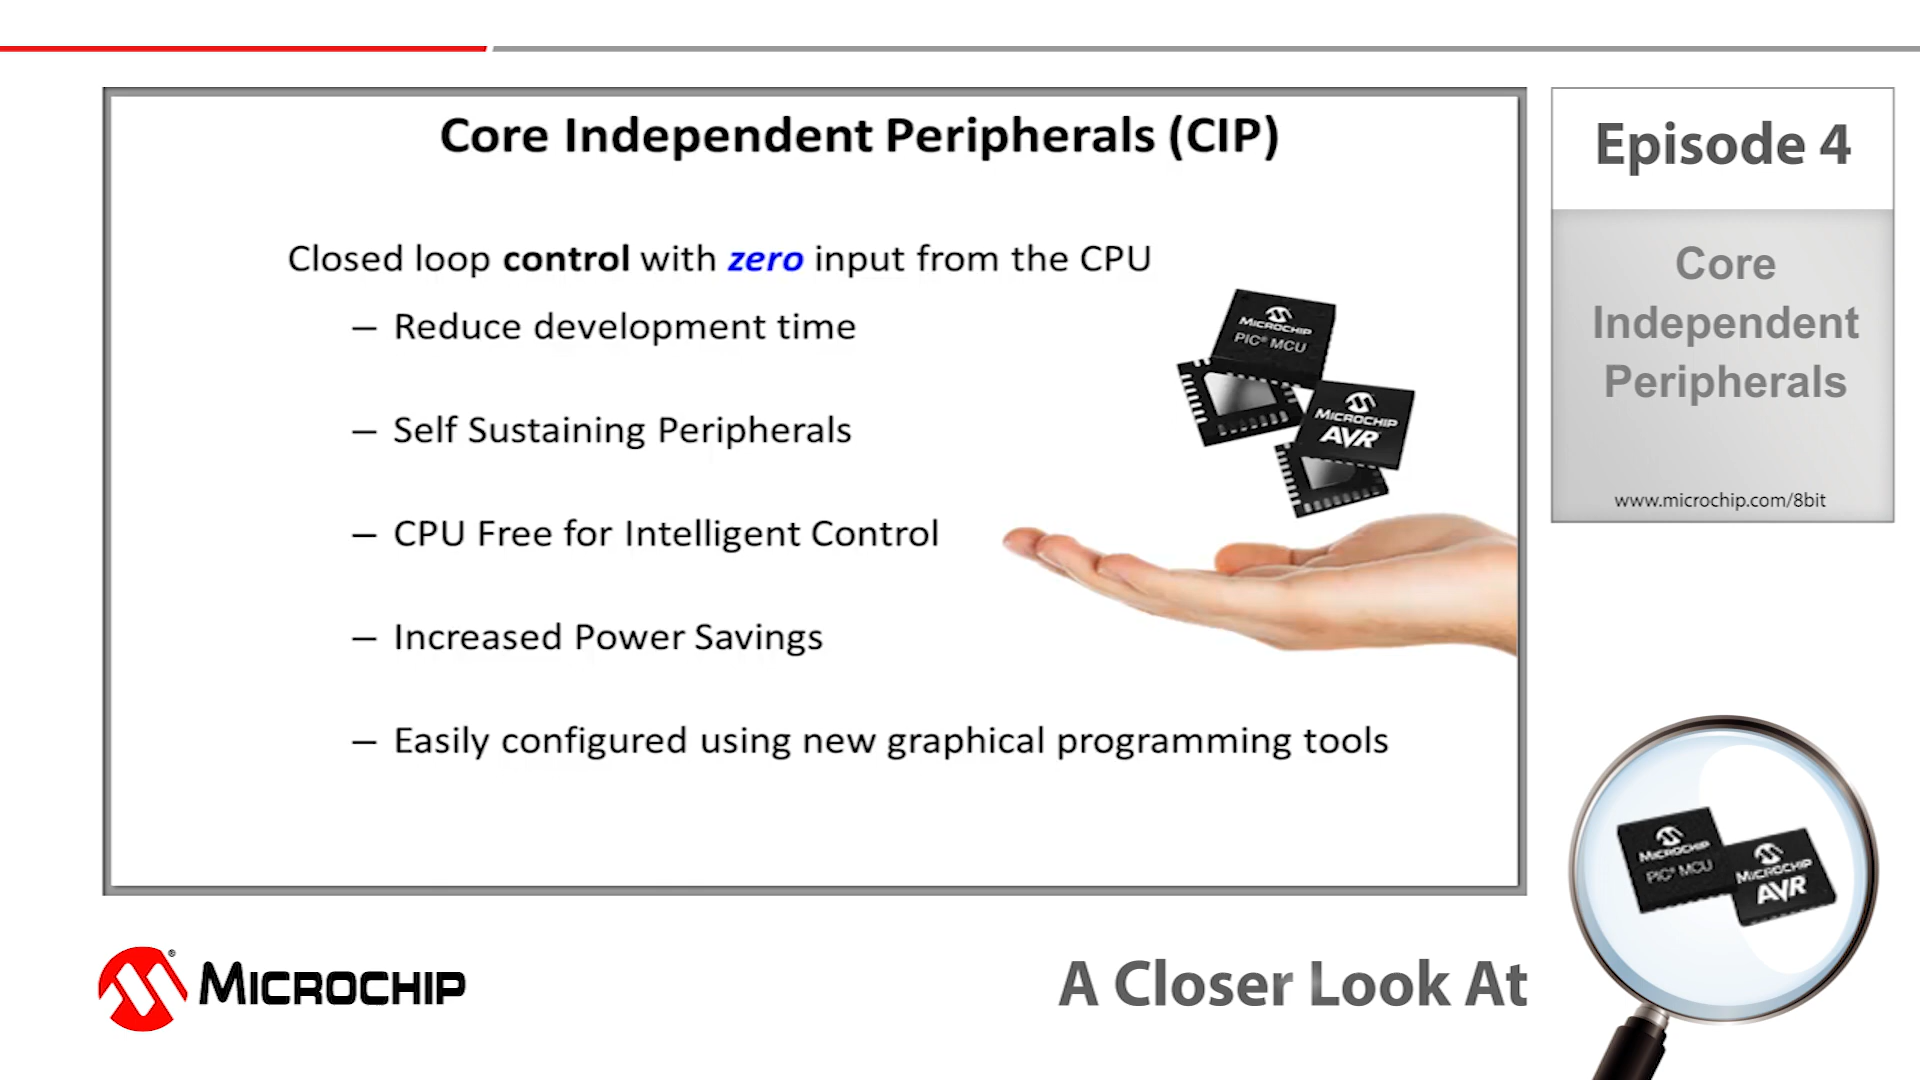 Core Independent Peripherals (CIP)
Closed loop control with zero input from the CPU
– Reduce development time
– Self Sustaining Peripherals
– CPU Free for Intelligent Control
– Increased Power Savings
– Easily configured using new graphical programming tools
MICROCHIP
PIC® MCU
MICROCHIP
AVR
Episode 4
Core
Independent
Peripherals
www.microchip.com/8bit
MICROCHIP
PIC® MCU
MICROCHIP
AVR
® MICROCHIP
A Closer Look At